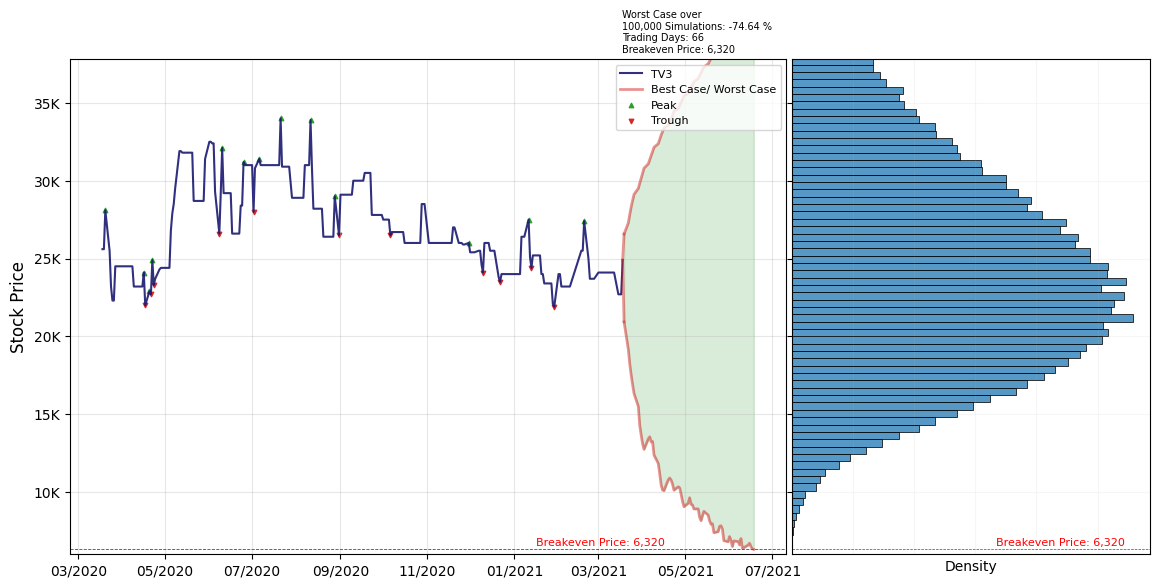 Worst Case over
100,000 Simulations: -74.64 %
Trading Days: 66
Breakeven Price: 6,320
TV3
Best Case/ Worst Case
Peak
Trough
Stock Price
35K
30K
25K
20K
15K
10K
Breakeven Price: 6,320
Breakeven Price: 6,320
03/2020
05/2020
07/2020
09/2020
11/2020
01/2021
03/2021
05/2021
07/2021
Density